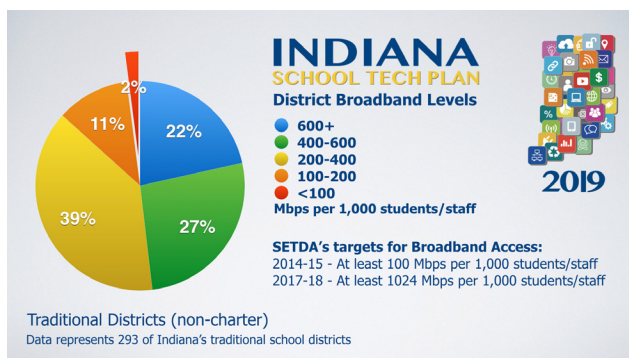 INDIANA
SCHOOL TECH PLAN
District Broadband Levels
600+
400-600
200-400
100-200
<100
Mbps per 1,000 students/staff
2%
11%
22%
39%
27%
$
%
2019
SETDA's targets for Broadband Access:
2014-15 - At least 100 Mbps per 1,000 students/staff
2017-18 - At least 1024 Mbps per 1,000 students/staff
Traditional Districts (non-charter)
Data represents 293 of Indiana's traditional school districts